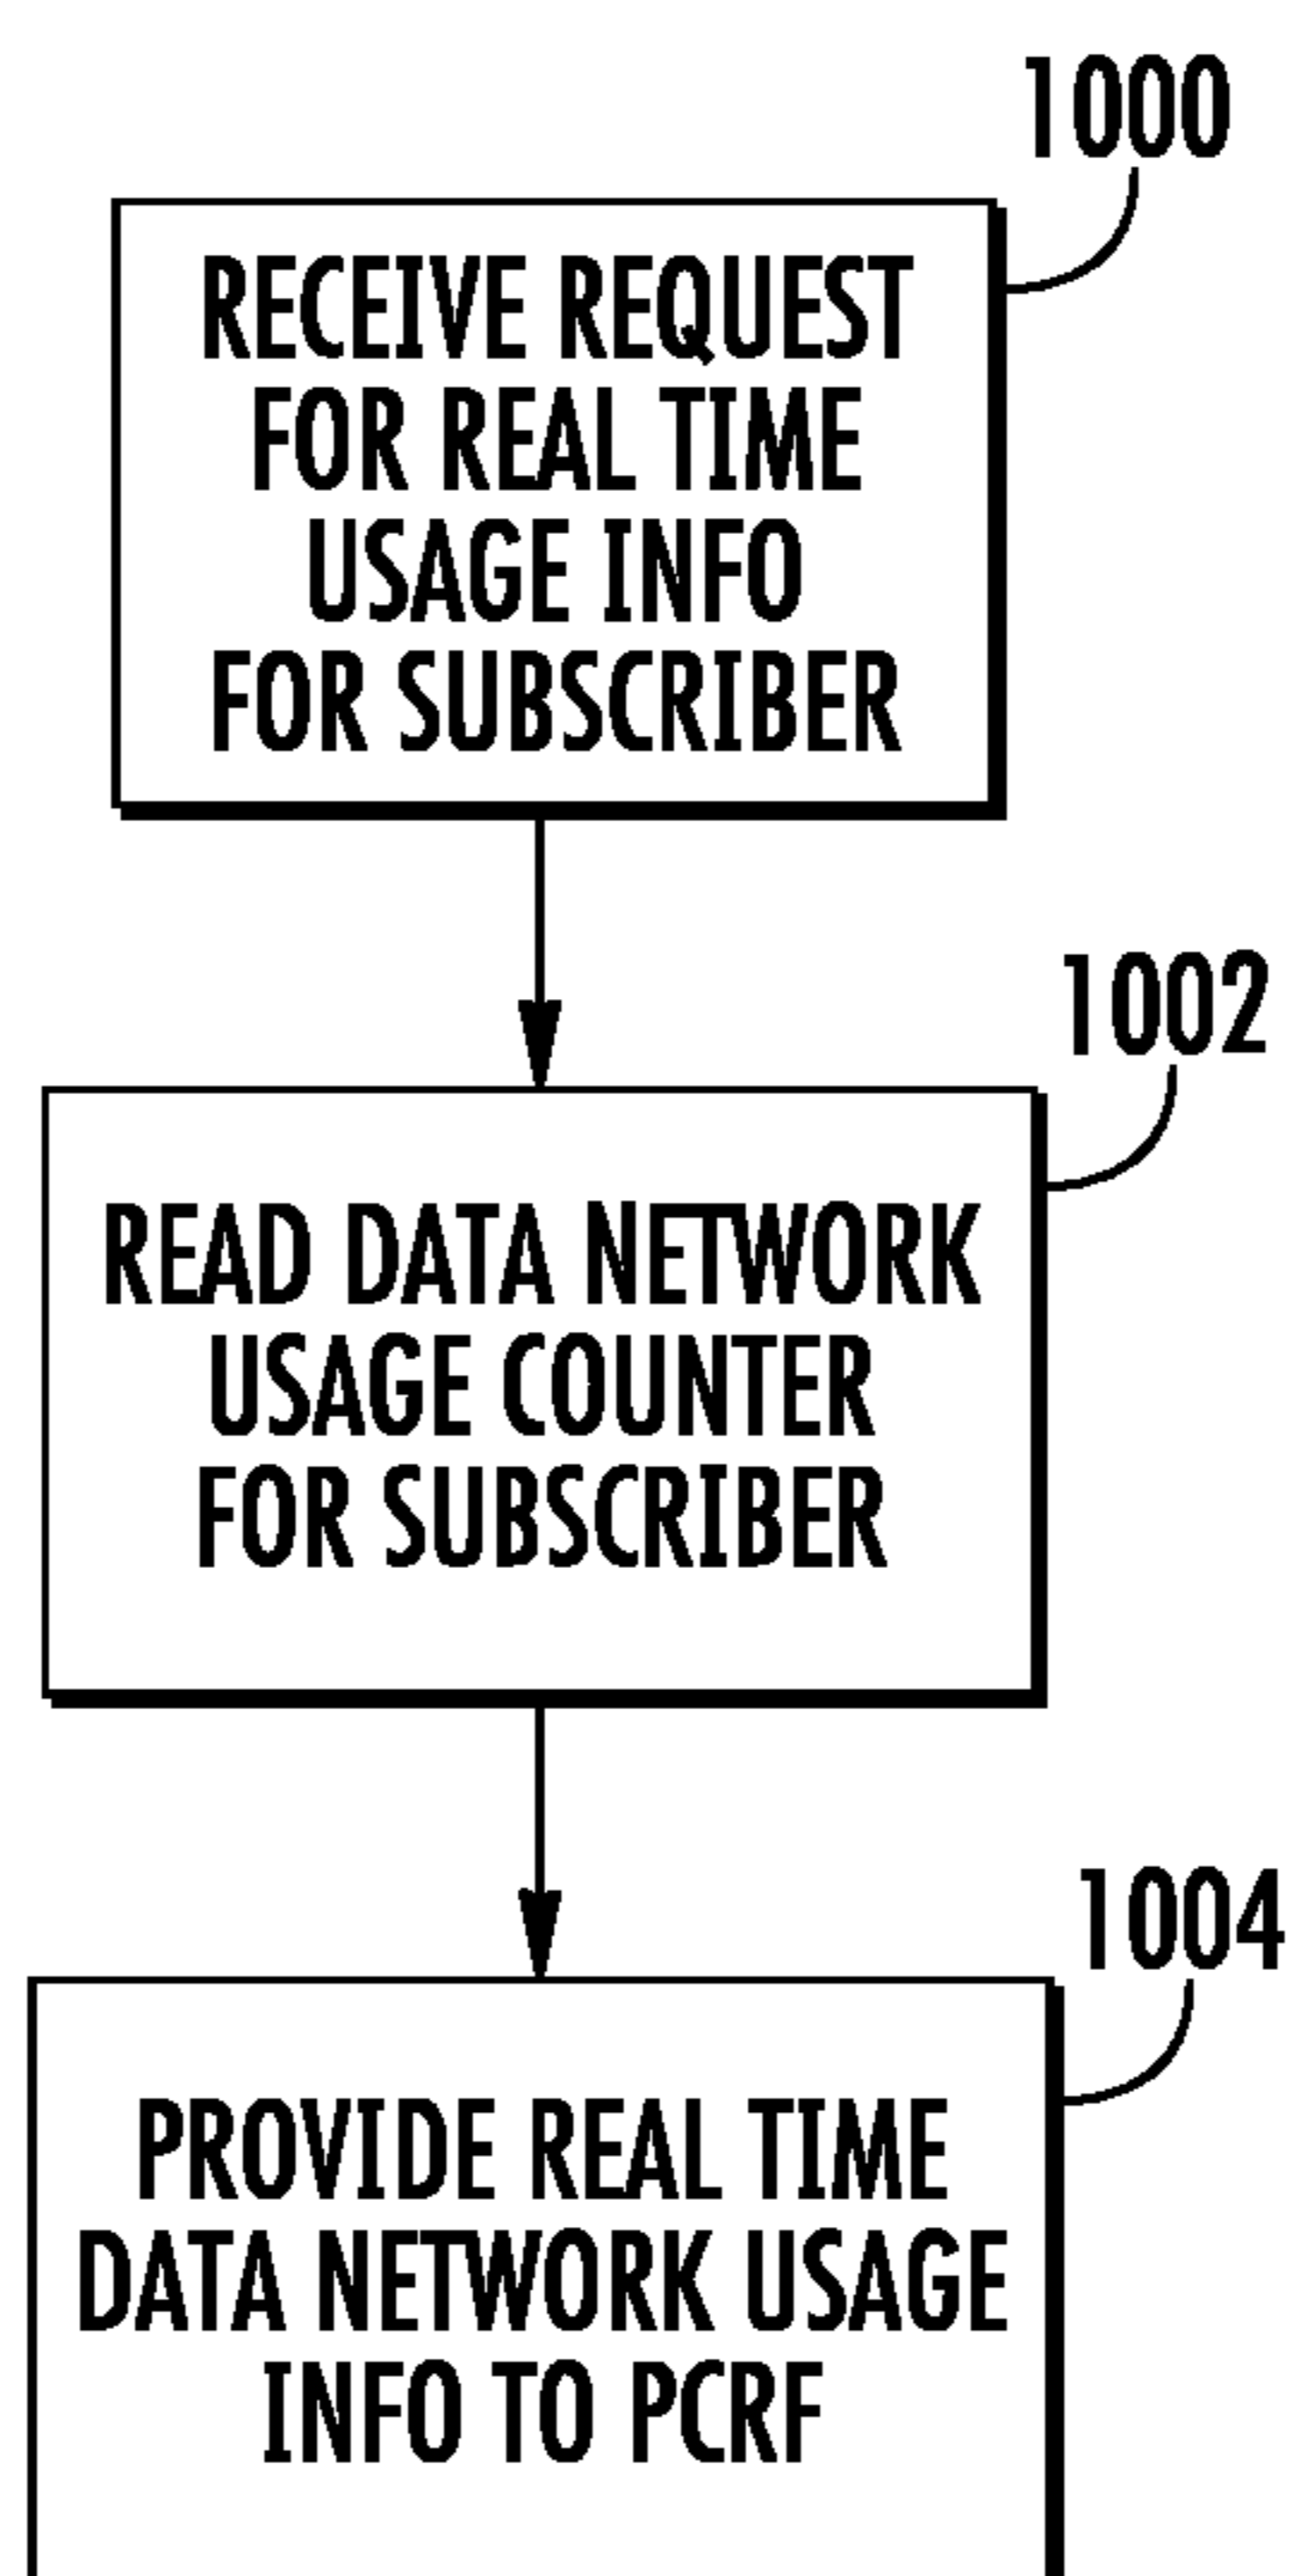 1000
RECEIVE REQUEST
FOR REAL TIME
USAGE INFO
FOR SUBSCRIBER
1002
READ DATA NETWORK
USAGE COUNTER
FOR SUBSCRIBER
1004
PROVIDE REAL TIME
DATA NETWORK USAGE
INFO TO PCRF